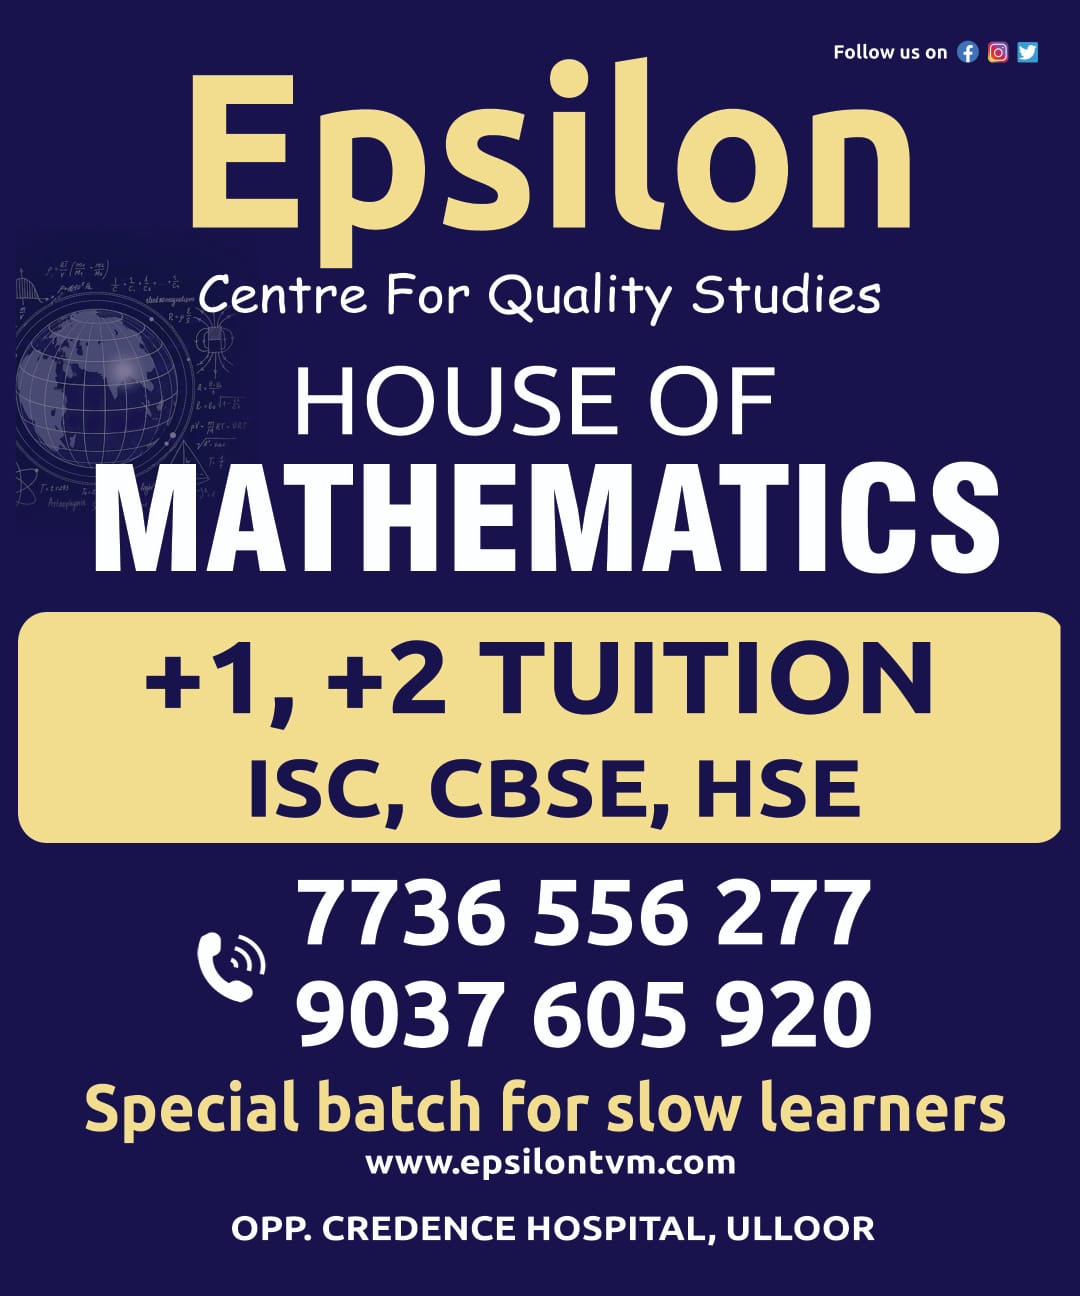 Follow us on
Epsilon
Centre For Quality Studies
HOUSE OF
MATHEMATICS
+1, +2 TUITION
ISC, CBSE, HSE
7736 556 277
9037 605 920
Special batch for slow learners
www.epsilontvm.com
OPP. CREDENCE HOSPITAL, ULLOOR